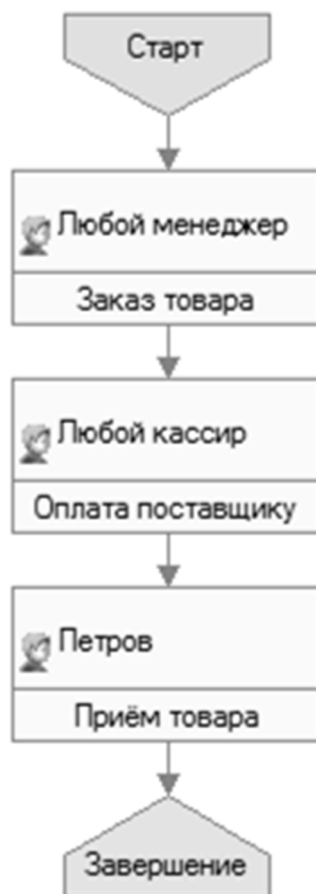 Старт
Любой менеджер
Заказ товара
Любой кассир
Оплата поставщику
Петров
Приём товара
Завершение